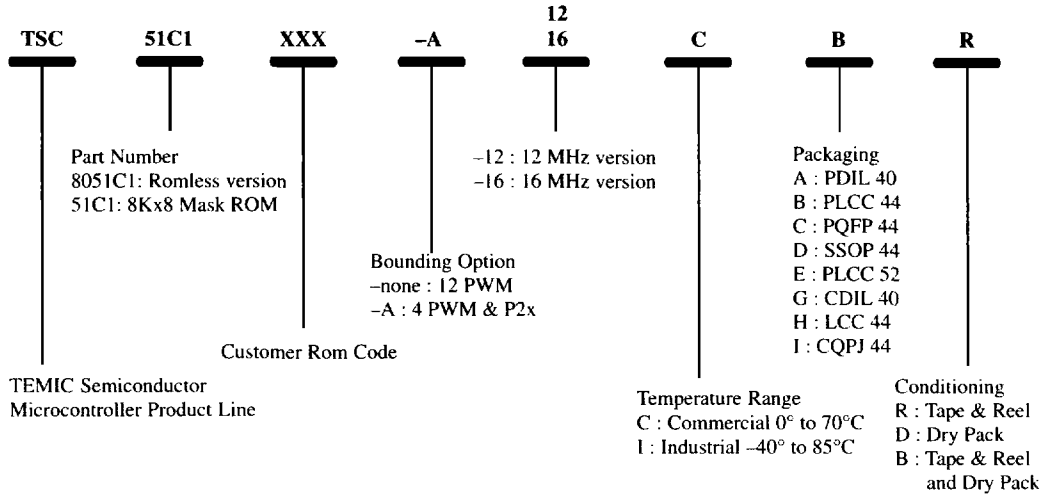 12
TSC 51C1 XXX –A 16 C B R
Part Number
8051C1: Romless version
51C1: 8Kx8 Mask ROM
–12 : 12 MHz version
–16 : 16 MHz version
Packaging
A : PDIL 40
B : PLCC 44
C : PQFP 44
D : SSOP 44
E : PLCC 52
G : CDIL 40
H : LCC 44
I : CQPJ 44
Bounding Option
–none : 12 PWM
–A : 4 PWM & P2x
Customer Rom Code
TEMIC Semiconductor
Microcontroller Product Line
Temperature Range
C : Commercial 0° to 70°C
I : Industrial –40° to 85°C
Conditioning
R : Tape & Reel
D : Dry Pack
B : Tape & Reel
and Dry Pack